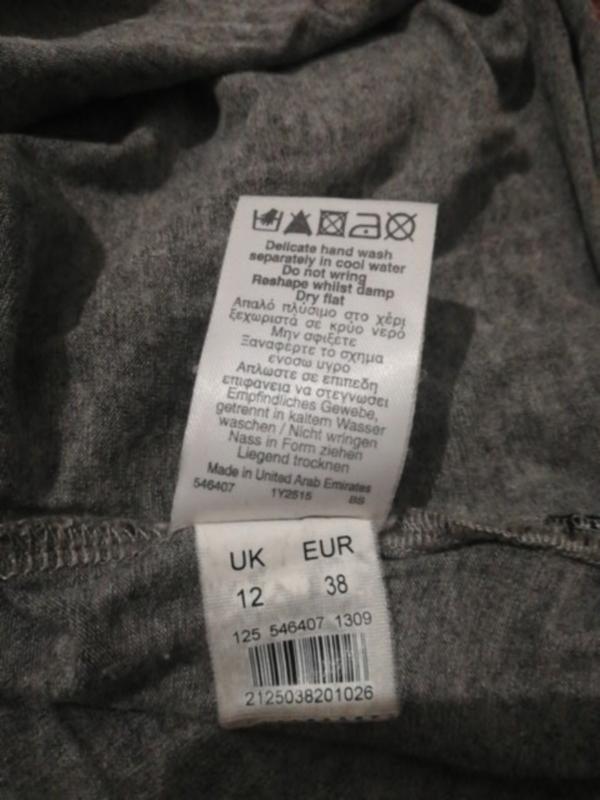 Delicate hand wash
separately in cool water
Do not wring
Reshape whilst damp
Dry flat
Απαλό πλύσιμο στο χέρι
ξεχωριστά σε κρύο νερό
Μην σφιξετε
Ξαναφερτε το σχημα
ενοσω υγρο
Απλωστε σε επιπεδη
επιφανεια να στεγνωσει
Empfindliches Gewebe,
getrennt in kaltem Wasser
waschen / Nicht wringen
Nass in Form ziehen
Liegend trocknen
Made in United Arab Emirates
546407 1Y2515 BS
UK EUR
12 38
125 546407 1309
2125038201026